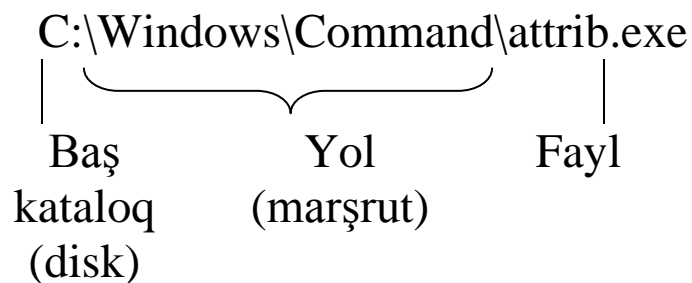 C:\Windows\Command\attrib.exe
Baş Yol Fayl
kataloq (marşrut)
(disk)